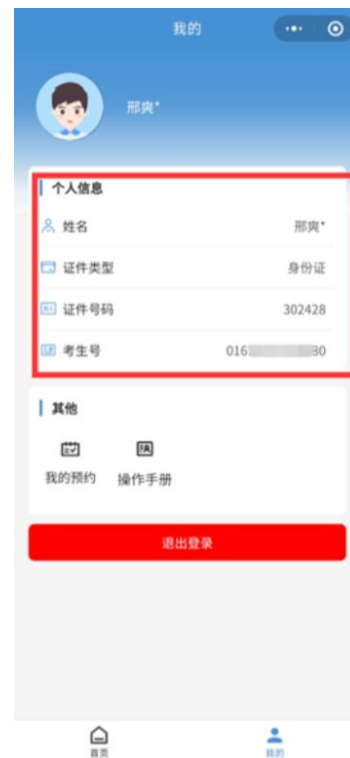 我的
邢爽*
个人信息
姓名 邢爽*
证件类型 身份证
证件号码 302428
考生号 016 30
其他
我的预约 操作手册
退出登录
首页 我的